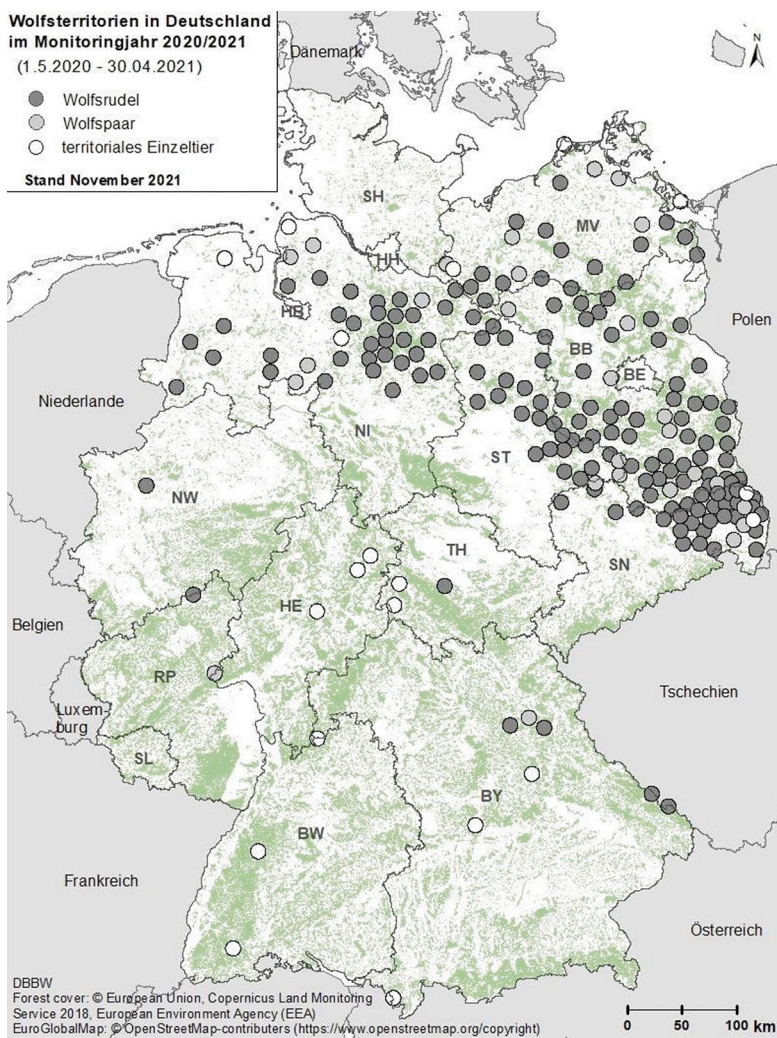 Wolfsterritorien in Deutschland
im Monitoringjahr 2020/2021
(1.5.2020 - 30.04.2021)
Wolfsrudel
Wolfspaar
territoriales Einzeltier
Stand November 2021
Dänemark
N
SH
MV
HH
HB
Polen
BB
BE
Niederlande
NI
ST
NW
TH
SN
HE
Belgien
RP
Tschechien
Luxem-
burg
SL
BY
BW
Frankreich
Österreich
DBBW
Forest cover: © European Union, Copernicus Land Monitoring
Service 2018, European Environment Agency (EEA)
EuroGlobalMap: © OpenStreetMap-contributors (https://www.openstreetmap.org/copyright)
0 50 100 km